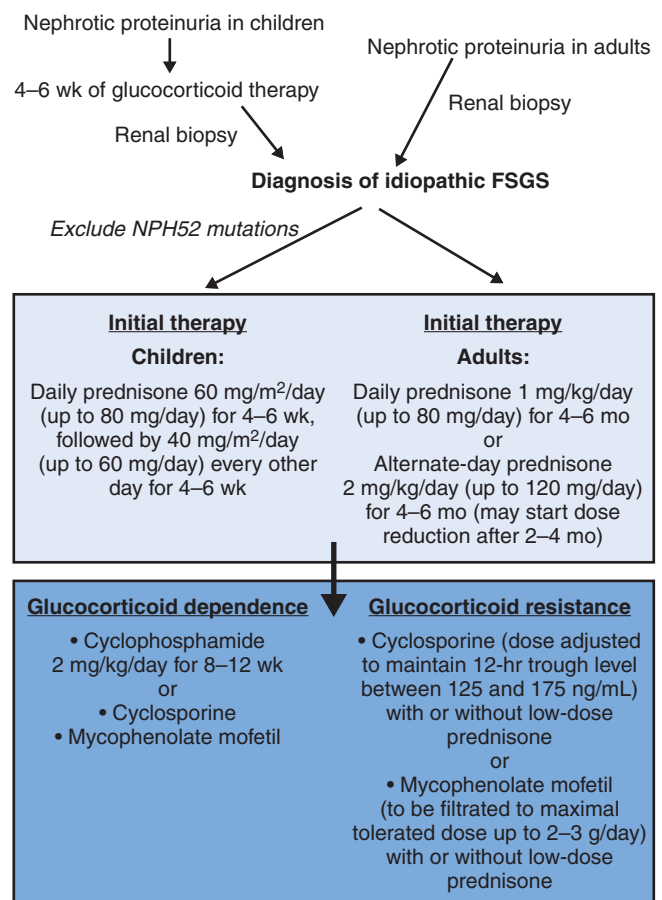 Nephrotic proteinuria in children
Nephrotic proteinuria in adults
4–6 wk of glucocorticoid therapy
Renal biopsy
Renal biopsy
Diagnosis of idiopathic FSGS
Exclude NPH52 mutations
Initial therapy
Children:
Daily prednisone 60 mg/m²/day
(up to 80 mg/day) for 4–6 wk,
followed by 40 mg/m²/day
(up to 60 mg/day) every other
day for 4–6 wk
Initial therapy
Adults:
Daily prednisone 1 mg/kg/day
(up to 80 mg/day) for 4–6 mo
or
Alternate-day prednisone
2 mg/kg/day (up to 120 mg/day)
for 4–6 mo (may start dose
reduction after 2–4 mo)
Glucocorticoid dependence
• Cyclophosphamide
2 mg/kg/day for 8–12 wk
or
• Cyclosporine
• Mycophenolate mofetil
Glucocorticoid resistance
• Cyclosporine (dose adjusted
to maintain 12-hr trough level
between 125 and 175 ng/mL)
with or without low-dose
prednisone
or
• Mycophenolate mofetil
(to be filtrated to maximal
tolerated dose up to 2–3 g/day)
with or without low-dose
prednisone